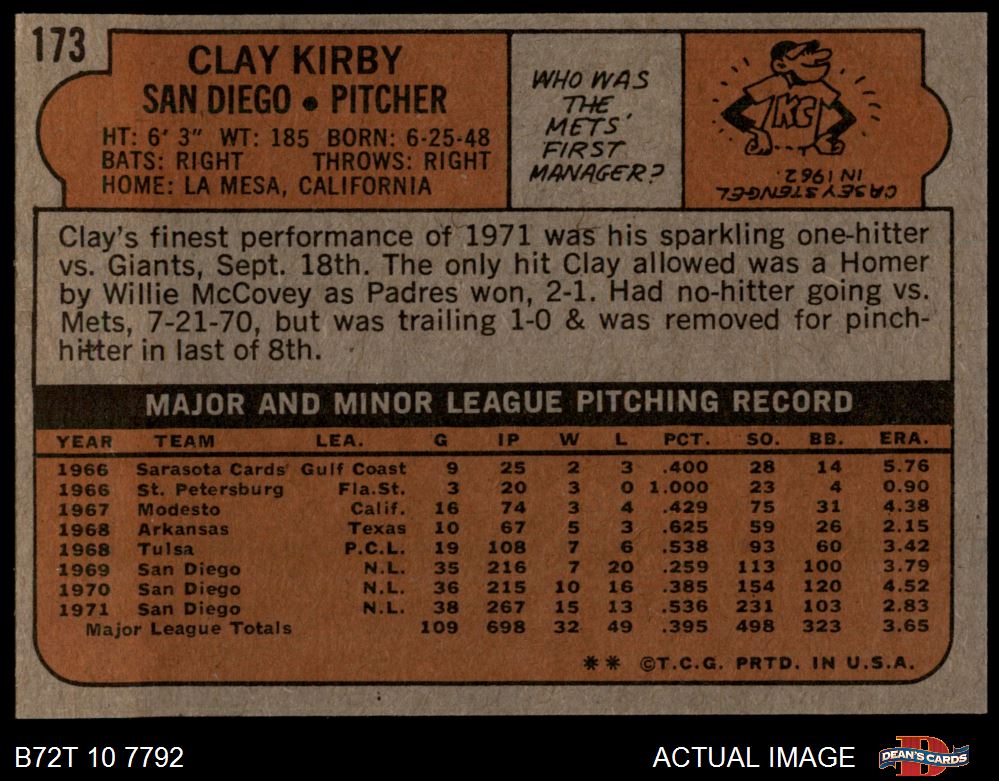 173
CLAY KIRBY
SAN DIEGO • PITCHER
HT: 6' 3" WT: 185 BORN: 6-25-48
BATS: RIGHT THROWS: RIGHT
HOME: LA MESA, CALIFORNIA
WHO WAS
THE
METS'
FIRST
MANAGER?
KC
CASEY STENGEL
IN 1962.
Clay's finest performance of 1971 was his sparkling one-hitter
vs. Giants, Sept. 18th. The only hit Clay allowed was a Homer
by Willie McCovey as Padres won, 2-1. Had no-hitter going vs.
Mets, 7-21-70, but was trailing 1-0 & was removed for pinch-
hitter in last of 8th.
MAJOR AND MINOR LEAGUE PITCHING RECORD
YEAR TEAM LEA. G IP W L PCT. SO. BB. ERA.
1966 Sarasota Cards Gulf Coast 9 25 2 3 .400 28 14 5.76
1966 St. Petersburg Fla.St. 3 20 3 0 1.000 23 4 0.90
1967 Modesto Calif. 16 74 3 4 .429 75 31 4.38
1968 Arkansas Texas 10 67 5 3 .625 59 26 2.15
1968 Tulsa P.C.L. 19 108 7 6 .538 93 60 3.42
1969 San Diego N.L. 35 216 7 20 .259 113 100 3.79
1970 San Diego N.L. 36 215 10 16 .385 154 120 4.52
1971 San Diego N.L. 38 267 15 13 .536 231 103 2.83
Major League Totals 109 698 32 49 .395 498 323 3.65
** ©T.C.G. PRTD. IN U.S.A.
B72T 10 7792 ACTUAL IMAGE DEAN'S CARDS